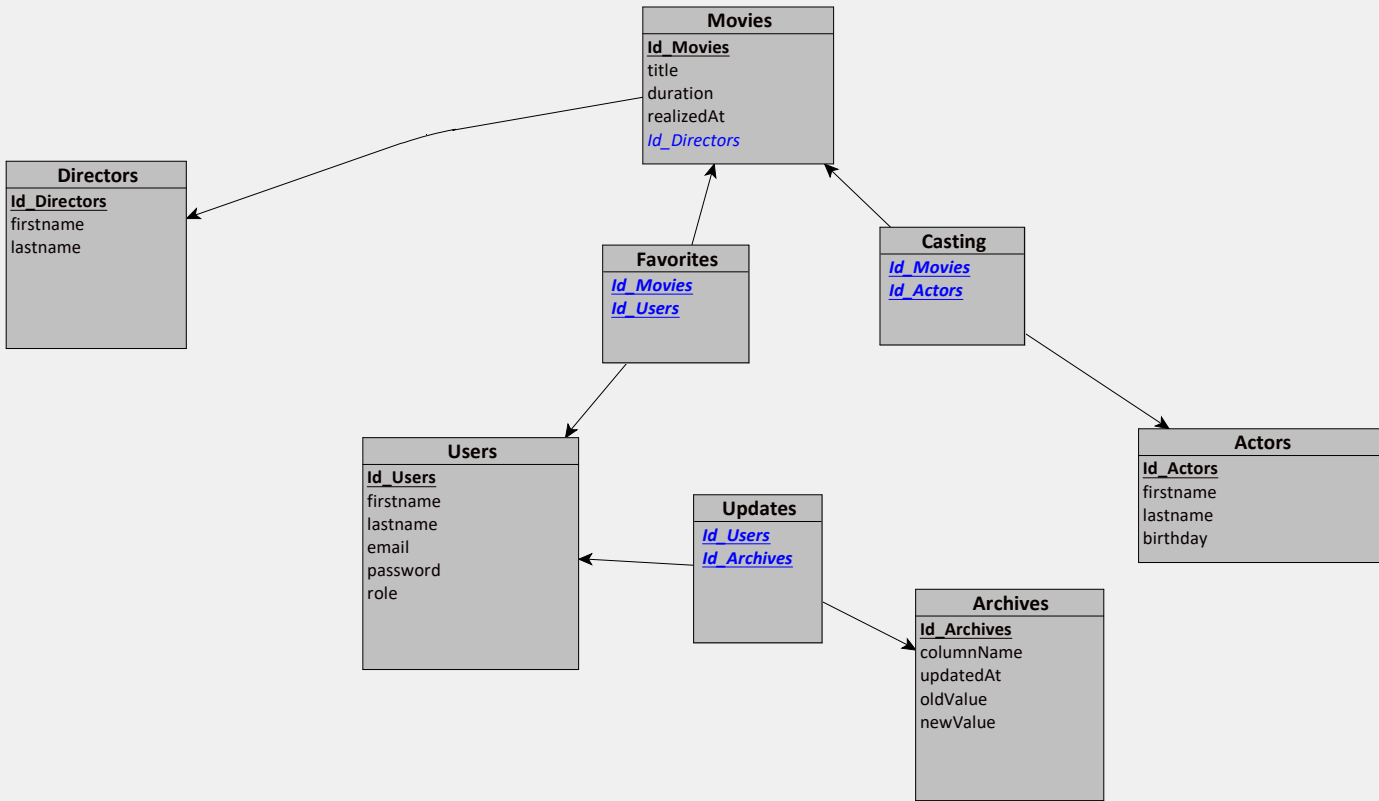 Movies
Id_Movies
title
duration
realizedAt
Id_Directors
Directors
Id_Directors
firstname
lastname
Favorites
Id_Movies
Id_Users
Casting
Id_Movies
Id_Actors
Users
Id_Users
firstname
lastname
email
password
role
Updates
Id_Users
Id_Archives
Actors
Id_Actors
firstname
lastname
birthday
Archives
Id_Archives
columnName
updatedAt
oldValue
newValue